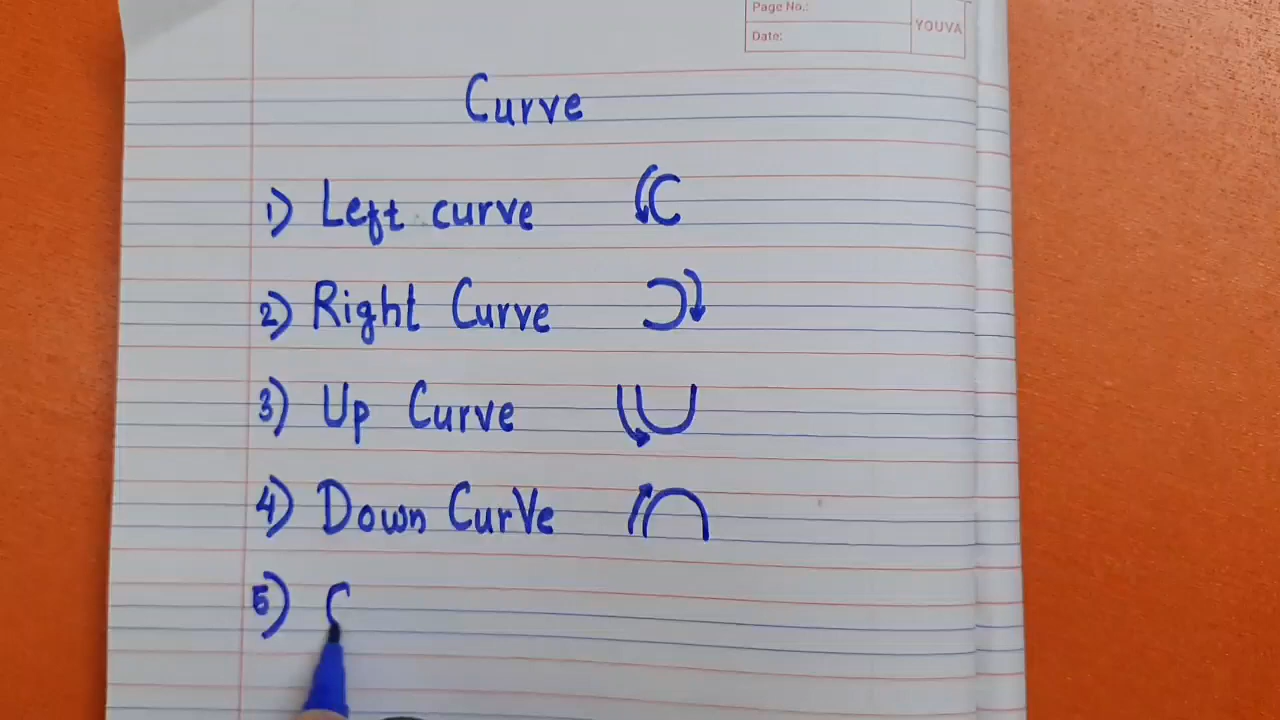 Page No.:
YOUVA
Date:
Curve
1) Left curve
2) Right Curve
3) Up Curve
4) Down Curve
5) C